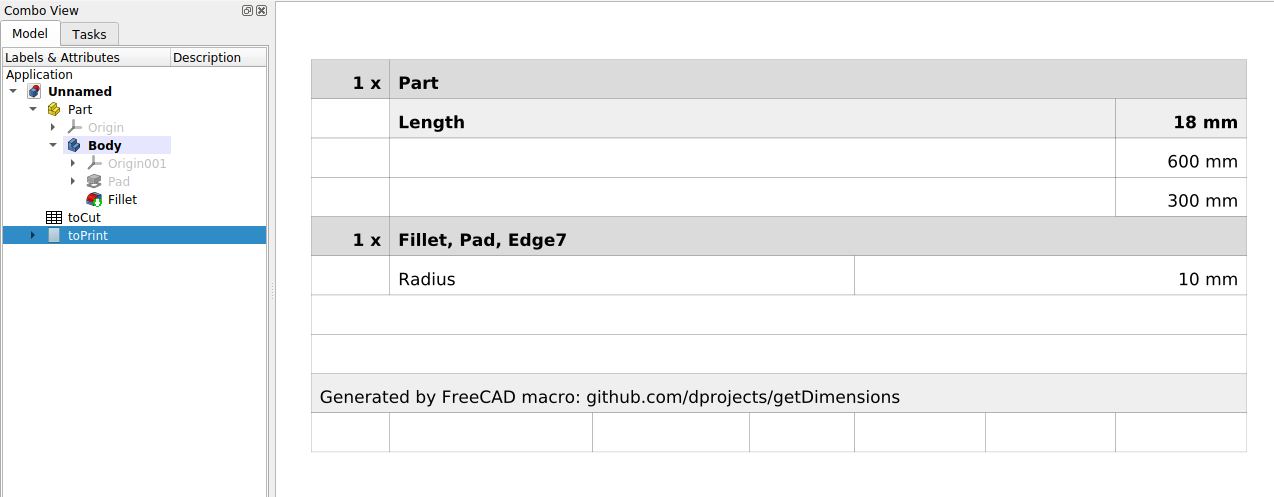 Combo View
Model Tasks
Labels & Attributes Description
Application
Unnamed
Part
Origin
Body
Origin001
Pad
Fillet
toCut
toPrint
1 x Part
Length 18 mm
600 mm
300 mm
1 x Fillet, Pad, Edge7
Radius 10 mm
Generated by FreeCAD macro: github.com/dprojects/getDimensions